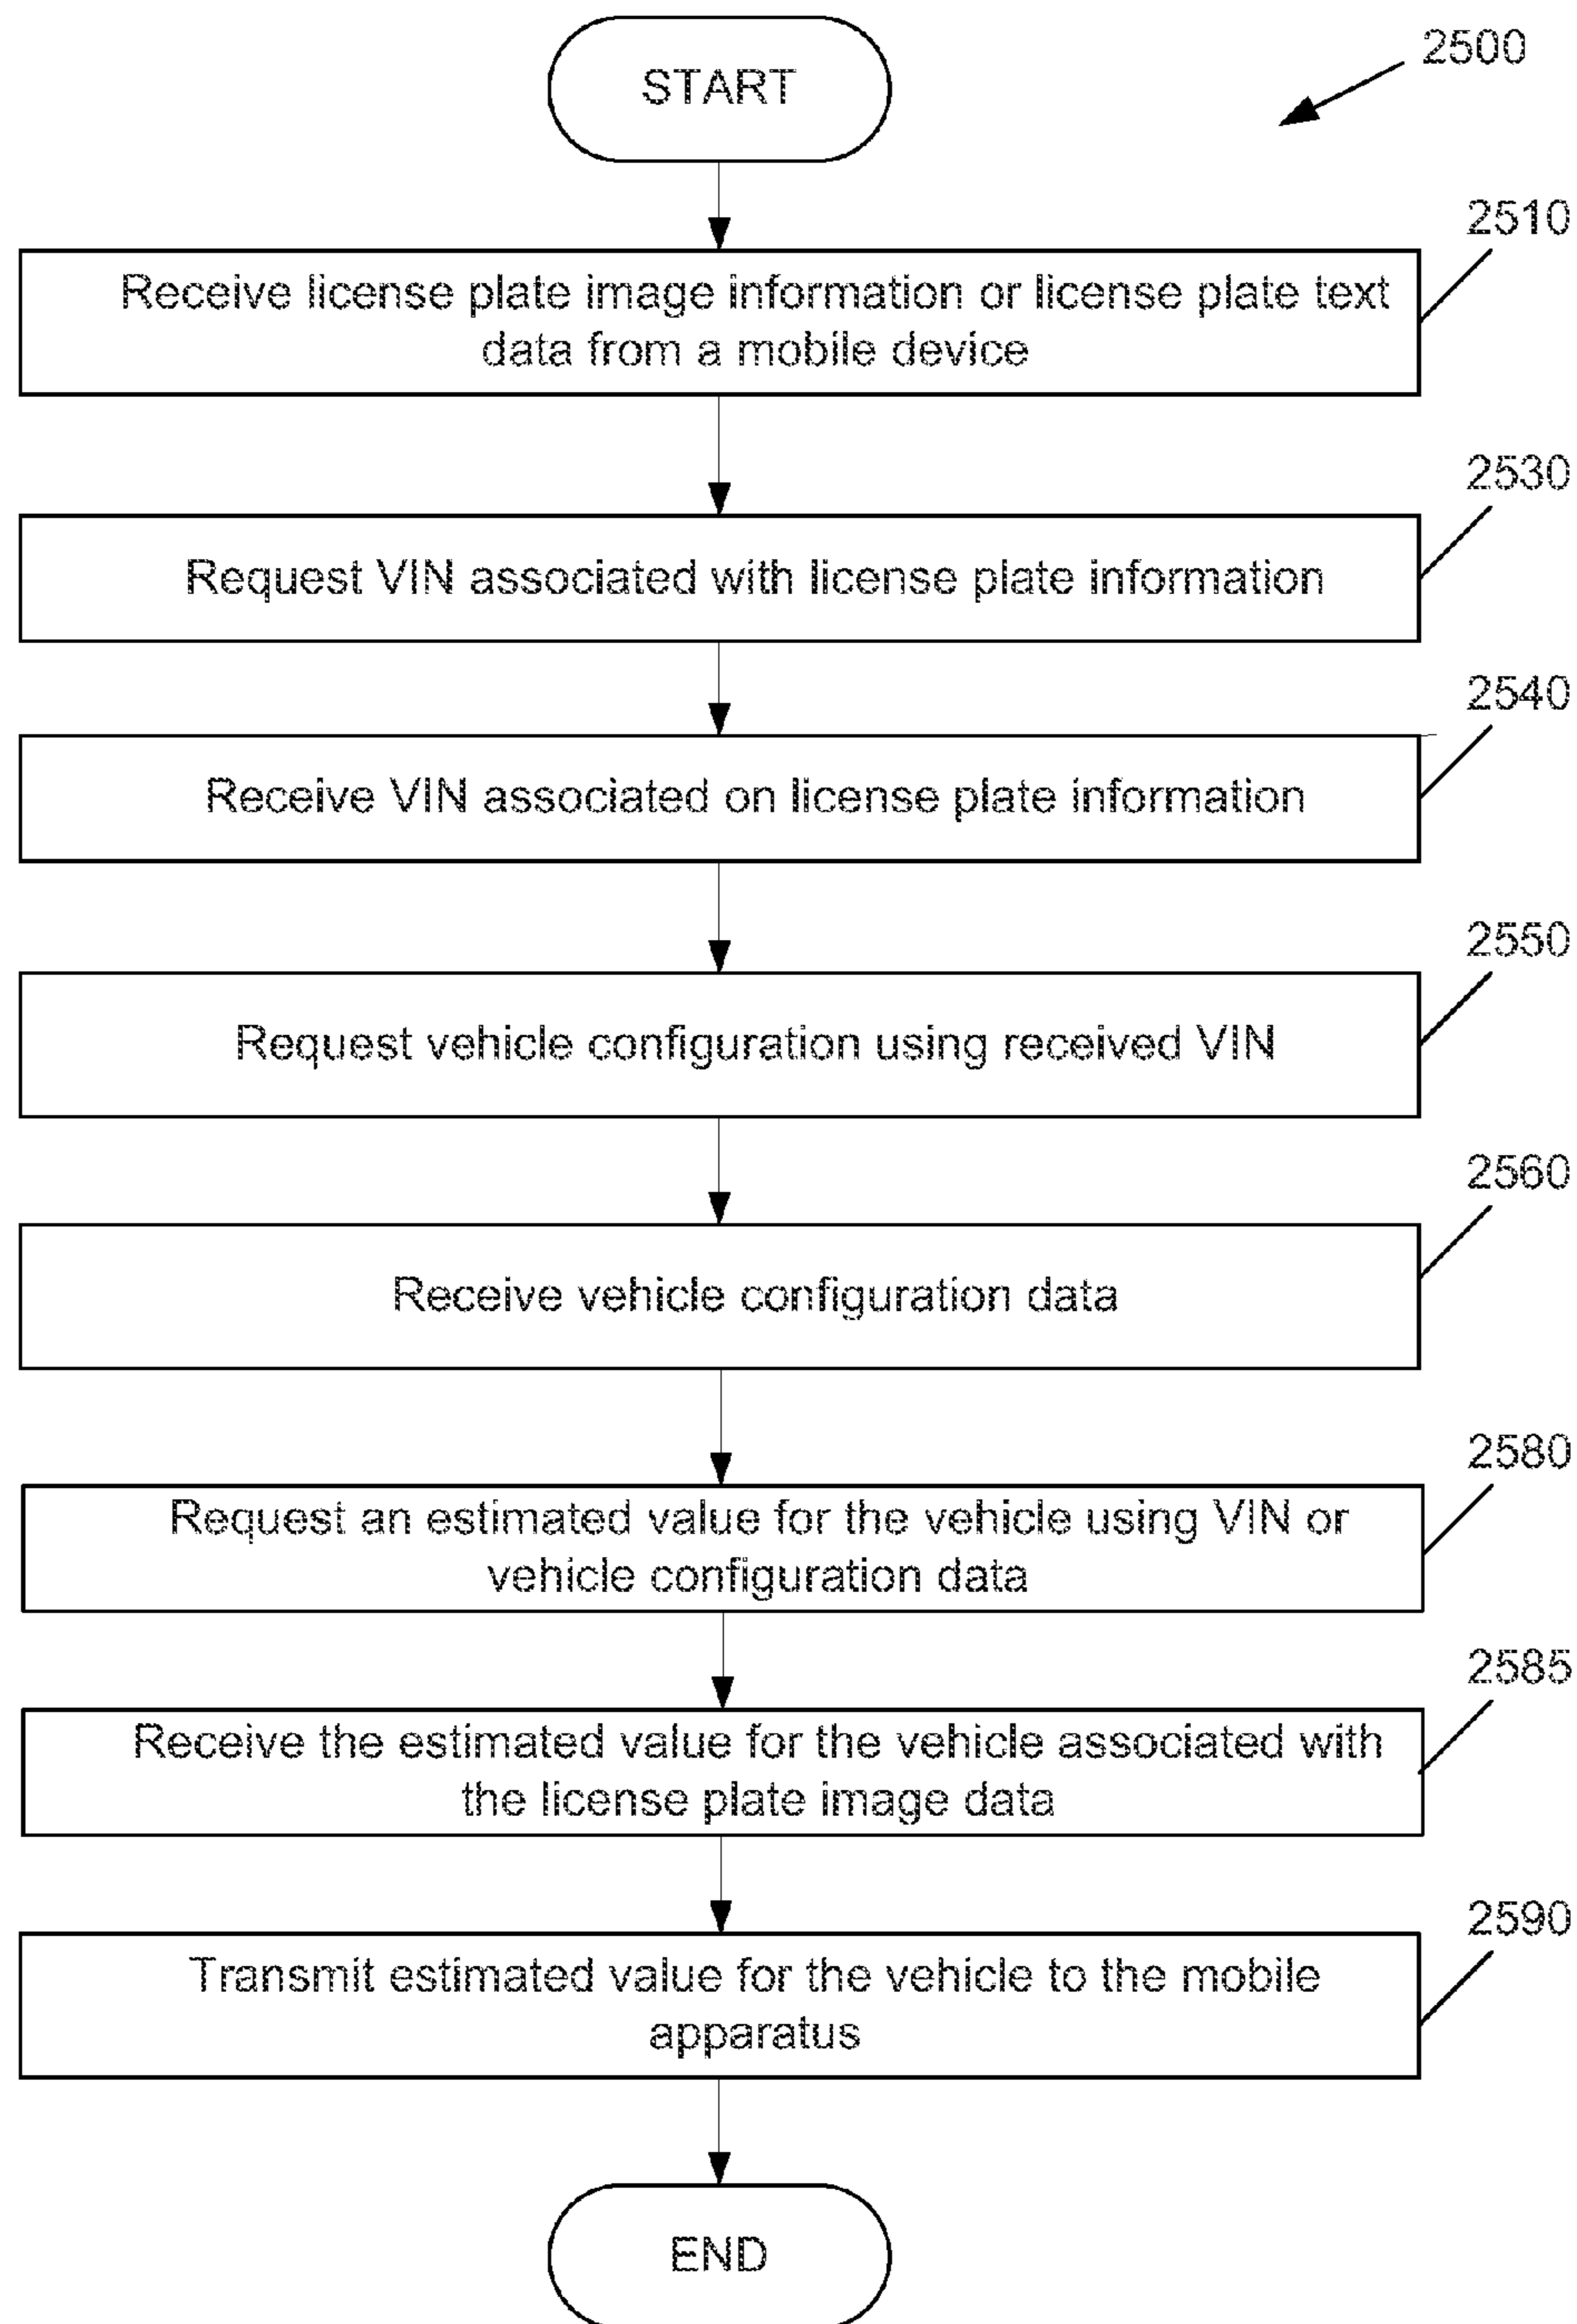 START
2500
2510
Receive license plate image information or license plate text
data from a mobile device
2530
Request VIN associated with license plate information
2540
Receive VIN associated on license plate information
2550
Request vehicle configuration using received VIN
2560
Receive vehicle configuration data
2580
Request an estimated value for the vehicle using VIN or
vehicle configuration data
2585
Receive the estimated value for the vehicle associated with
the license plate image data
2590
Transmit estimated value for the vehicle to the mobile
apparatus
END